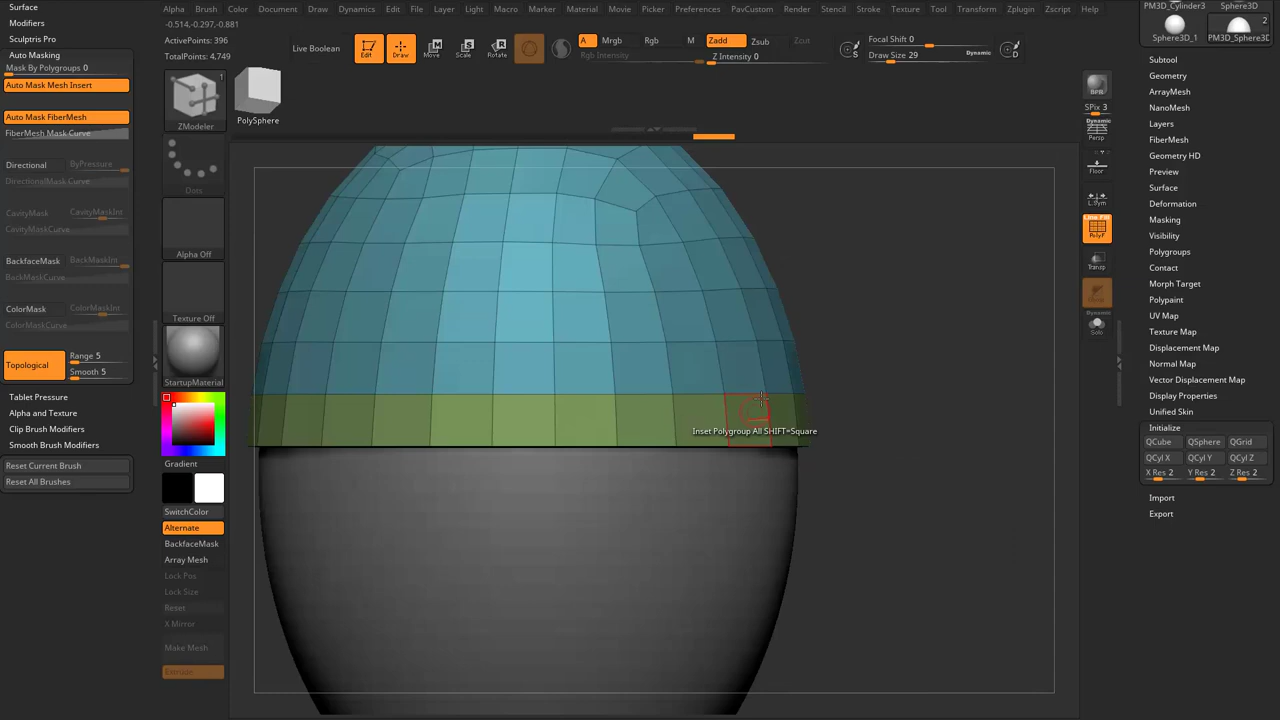 Surface
Modifiers
Sculptris Pro
Auto Masking
Mask By Polygroups 0
Auto Mask Mesh Insert
Auto Mask FiberMesh
FiberMesh Mask Curve
Directional ByPressure
DirectionalMask Curve
CavityMask CavityMaskInt
CavityMaskCurve
BackfaceMask BackMaskInt
BackMaskCurve
ColorMask ColorMaskInt
ColorMaskCurve
Topological
Range 5
Smooth 5
Tablet Pressure
Alpha and Texture
Clip Brush Modifiers
Smooth Brush Modifiers
Reset Current Brush
Reset All Brushes
Alpha Brush Color Document Draw Dynamics Edit File Layer Light Macro Marker Material Movie Picker Preferences PavCustom Render Stencil Stroke Texture Tool Transform Zplugin Zscript Help
-0.514,-0.297,-0.881
ActivePoints: 396
TotalPoints: 4,749
Live Boolean
Edit
Draw
Move
Scale
Rotate
A
Mrgb
Rgb
M
Zadd
Zsub
Zcut
Rgb Intensity
Z Intensity 0
S
Focal Shift 0
Draw Size 29
Dynamic
D
1
ZModeler
PolySphere
Dots
Alpha Off
Texture Off
StartupMaterial
Gradient
SwitchColor
Alternate
BackfaceMask
Array Mesh
Lock Pos
Lock Size
Reset
X Mirror
Make Mesh
Extrude
Inset Polygroup All SHIFT=Square
BPR
SPix 3
Dynamic
Persp
Floor
L.Sym
Line Fill
PolyF
Transp
Dynamic
Solo
PM3D_Cylinder3
Sphere3D
2
Sphere3D_1
PM3D_Sphere3D
Subtool
Geometry
ArrayMesh
NanoMesh
Layers
FiberMesh
Geometry HD
Preview
Surface
Deformation
Masking
Visibility
Polygroups
Contact
Morph Target
Polypaint
UV Map
Texture Map
Displacement Map
Normal Map
Vector Displacement Map
Display Properties
Unified Skin
Initialize
QCube QSphere QGrid
QCyl X QCyl Y QCyl Z
X Res 2 Y Res 2 Z Res 2
Import
Export